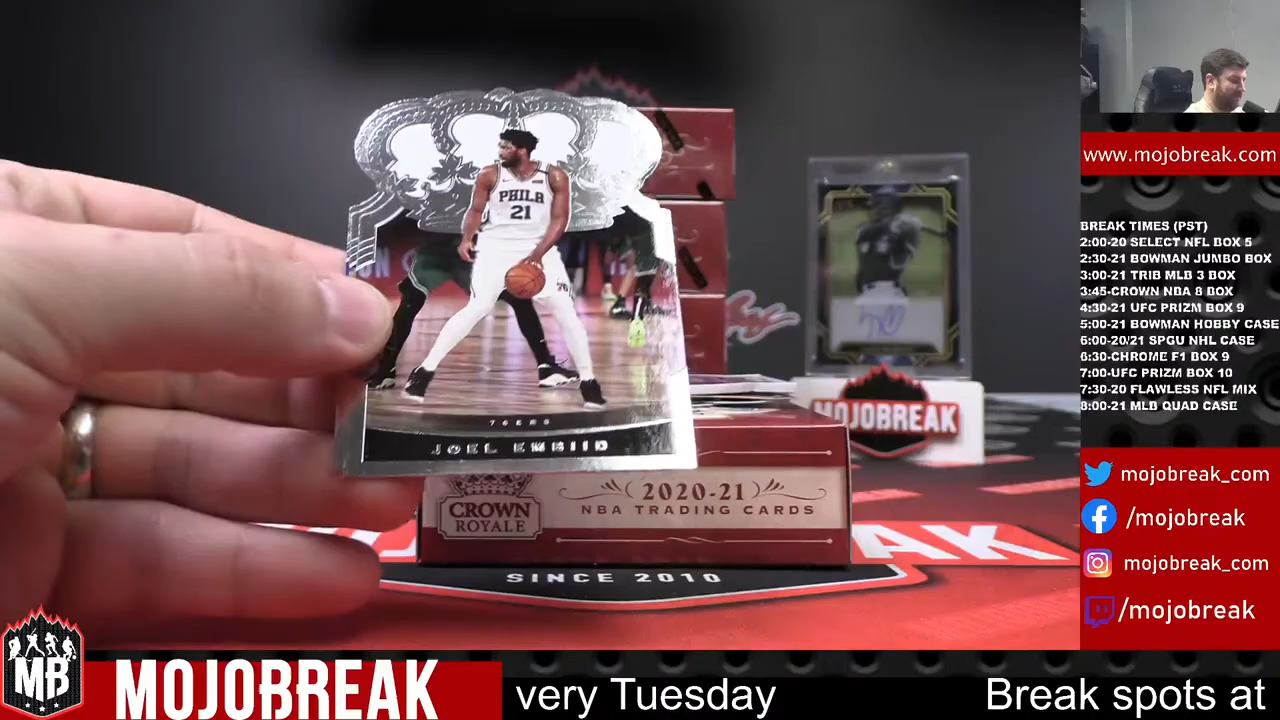 PHILA
21
76ERS
JOEL EMBIID
CROWN
ROYALE
2020-21
NBA TRADING CARDS
MOJOBREAK
SINCE 2010
www.mojobreak.com
BREAK TIMES (PST)
2:00-20 SELECT NFL BOX 5
2:30-21 BOWMAN JUMBO BOX
3:00-21 TRIB MLB 3 BOX
3:45-CROWN NBA 8 BOX
4:30-21 UFC PRIZM BOX 9
5:00-21 BOWMAN HOBBY CASE
6:00-20/21 SPGU NHL CASE
6:30-CHROME F1 BOX 9
7:00-UFC PRIZM BOX 10
7:30-20 FLAWLESS NFL MIX
8:00-21 MLB QUAD CASE
mojobreak_com
/mojobreak
mojobreak_com
/mojobreak
MB
MOJOBREAK
very Tuesday
Break spots at